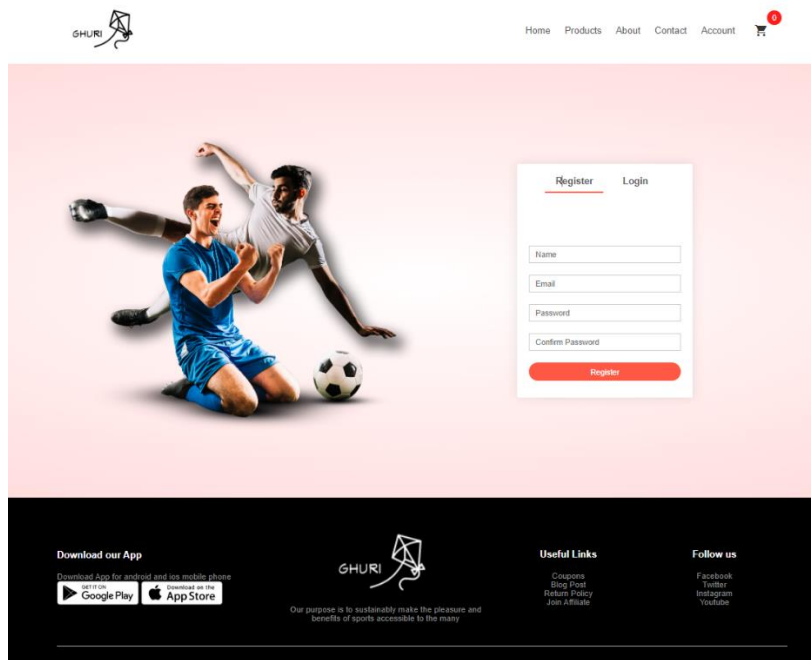 GHURI
Home Products About Contact Account 0
Register Login
Name
Email
Password
Confirm Password
Register
Download our App
Download App for android and ios mobile phone
GET IT ON
Google Play
Download on the
App Store
GHURI
Our purpose is to sustainably make the pleasure and
benefits of sports accessible to the many
Useful Links
Coupons
Blog Post
Return Policy
Join Affiliate
Follow us
Facebook
Twitter
Instagram
Youtube